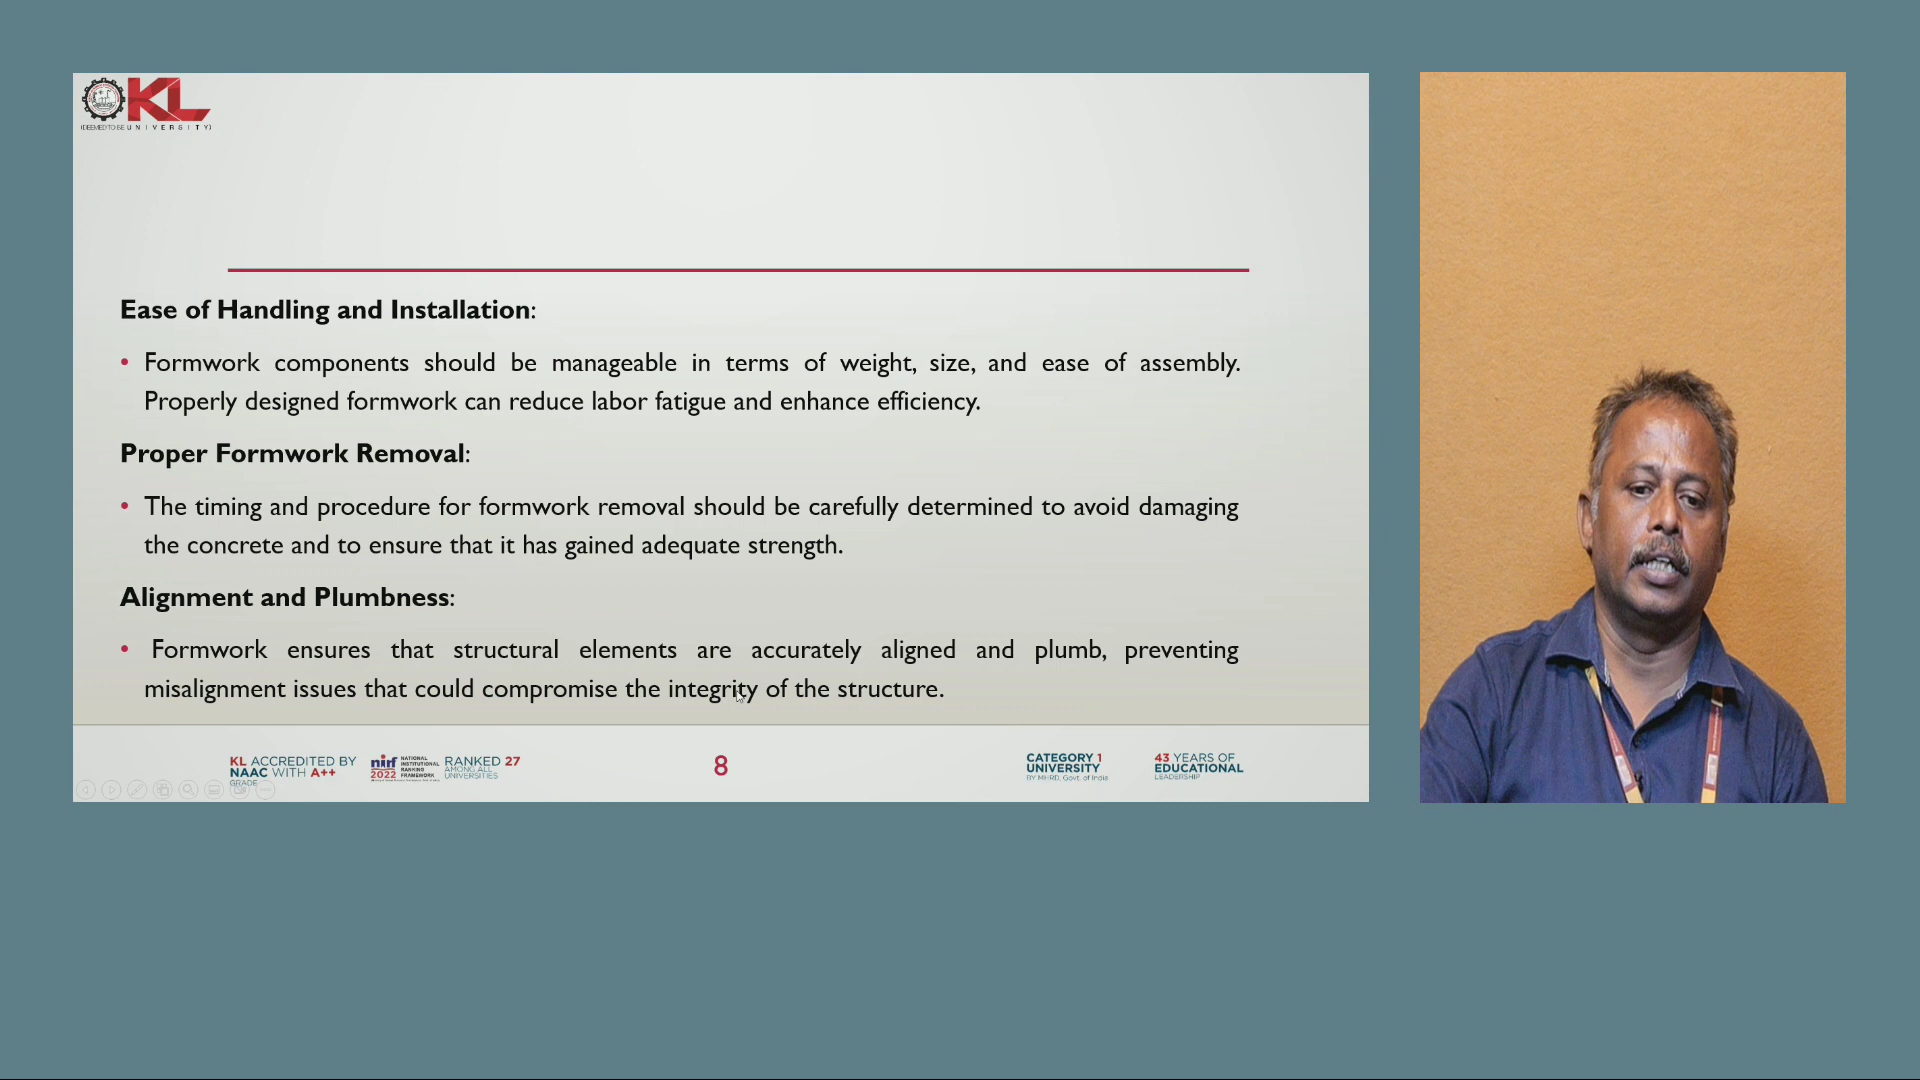 KL
(DEEMED TO BE UNIVERSITY)
Ease of Handling and Installation:
• Formwork components should be manageable in terms of weight, size, and ease of assembly.
Properly designed formwork can reduce labor fatigue and enhance efficiency.
Proper Formwork Removal:
• The timing and procedure for formwork removal should be carefully determined to avoid damaging
the concrete and to ensure that it has gained adequate strength.
Alignment and Plumbness:
• Formwork ensures that structural elements are accurately aligned and plumb, preventing
misalignment issues that could compromise the integrity of the structure.
KL ACCREDITED BY
NAAC WITH A++
GRADE
nirf
2022
NATIONAL
INSTITUTIONAL
RANKING
FRAMEWORK
RANKED 27
AMONG ALL
UNIVERSITIES
8
CATEGORY 1
UNIVERSITY
BY MHRD, Govt. of India
43 YEARS OF
EDUCATIONAL
LEADERSHIP